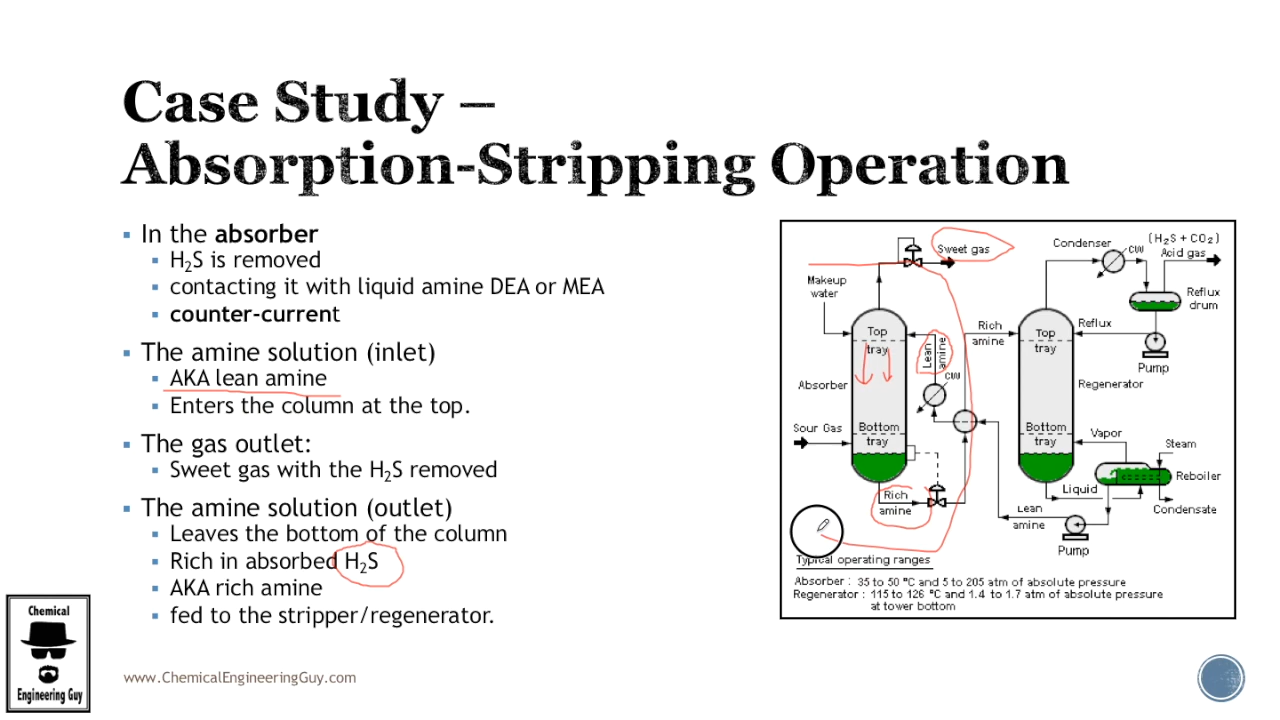 Case Study –
Absorption-Stripping Operation
In the absorber
H₂S is removed
contacting it with liquid amine DEA or MEA
counter-current
The amine solution (inlet)
AKA lean amine
Enters the column at the top.
The gas outlet:
Sweet gas with the H₂S removed
The amine solution (outlet)
Leaves the bottom of the column
Rich in absorbed H₂S
AKA rich amine
fed to the stripper/regenerator.
Sweet gas
Makeup
water
Top
tray
Lean
amine
CW
Absorber
Sour Gas
Bottom
tray
Rich
amine
Condenser
CW
(H₂S + CO₂)
Acid gas
Reflux
drum
Rich
amine
Reflux
Top
tray
Pump
Regenerator
Bottom
tray
Vapor
Steam
Reboiler
Liquid
Condensate
Lean
amine
Pump
Typical operating ranges
Absorber : 35 to 50 °C and 5 to 205 atm of absolute pressure
Regenerator : 115 to 126 °C and 1.4 to 1.7 atm of absolute pressure
at tower bottom
Chemical
Engineering Guy
www.ChemicalEngineeringGuy.com